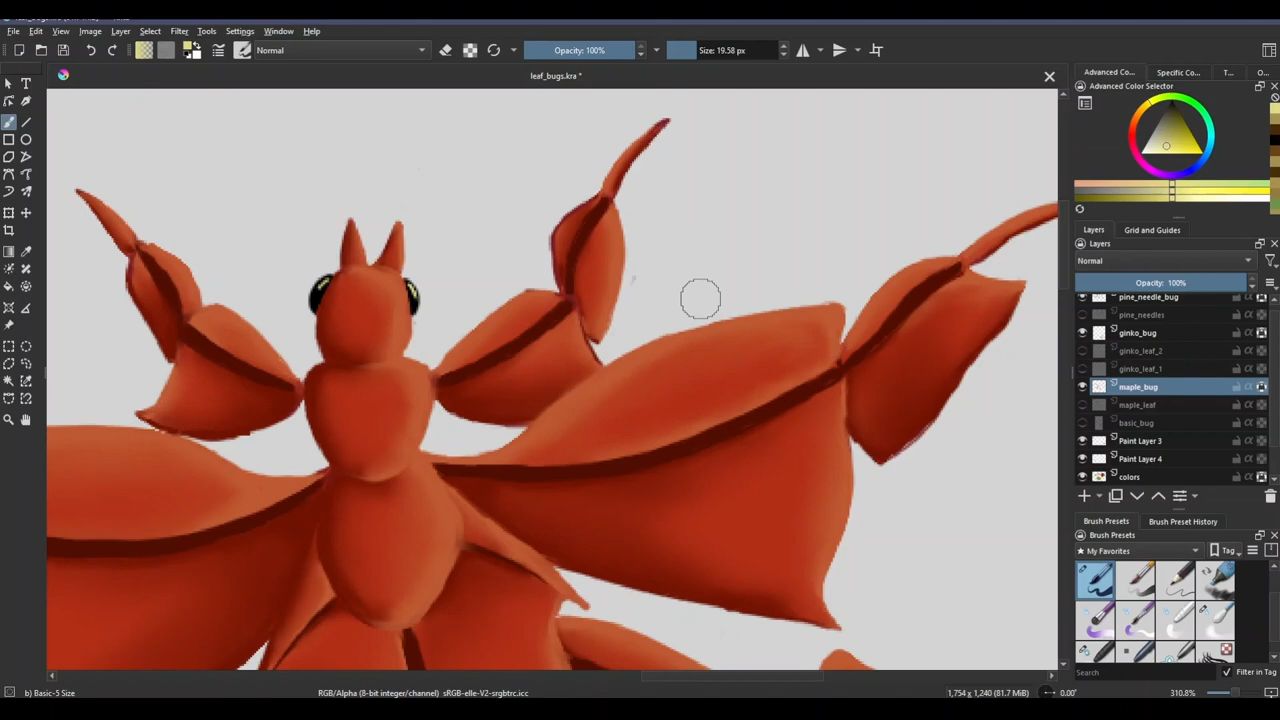 leaf_bugs.kra
File Edit View Image Layer Select Filter Tools Settings Window Help
Normal Opacity: 100% Size: 19.58 px
leaf_bugs.kra *
Advanced Co... Specific Co... T... O...
Advanced Color Selector
Layers Grid and Guides
Layers
Normal
Opacity: 100%
pine_needle_bug
pine_needles
ginko_bug
ginko_leaf_2
ginko_leaf_1
maple_bug
maple_leaf
basic_bug
Paint Layer 3
Paint Layer 4
colors
Brush Presets Brush Preset History
Brush Presets
★ My Favorites Tag
Search Filter in Tag
b) Basic-5 Size RGB/Alpha (8-bit integer/channel) sRGB-elle-V2-srgbtrc.icc 1,754 x 1,240 (81.7 MiB) 0.00° 310.8%